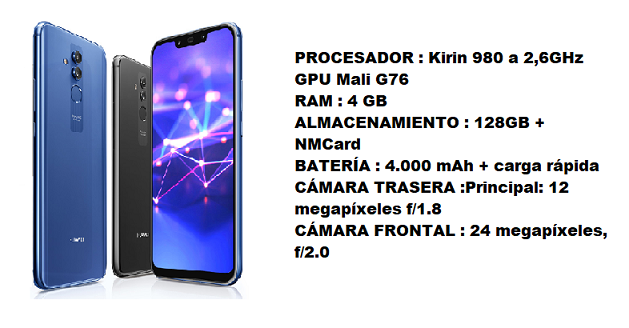 PROCESADOR : Kirin 980 a 2,6GHz
GPU Mali G76
RAM : 4 GB
ALMACENAMIENTO : 128GB +
NMCard
BATERÍA : 4.000 mAh + carga rápida
CÁMARA TRASERA :Principal: 12
megapíxeles f/1.8
CÁMARA FRONTAL : 24 megapíxeles,
f/2.0